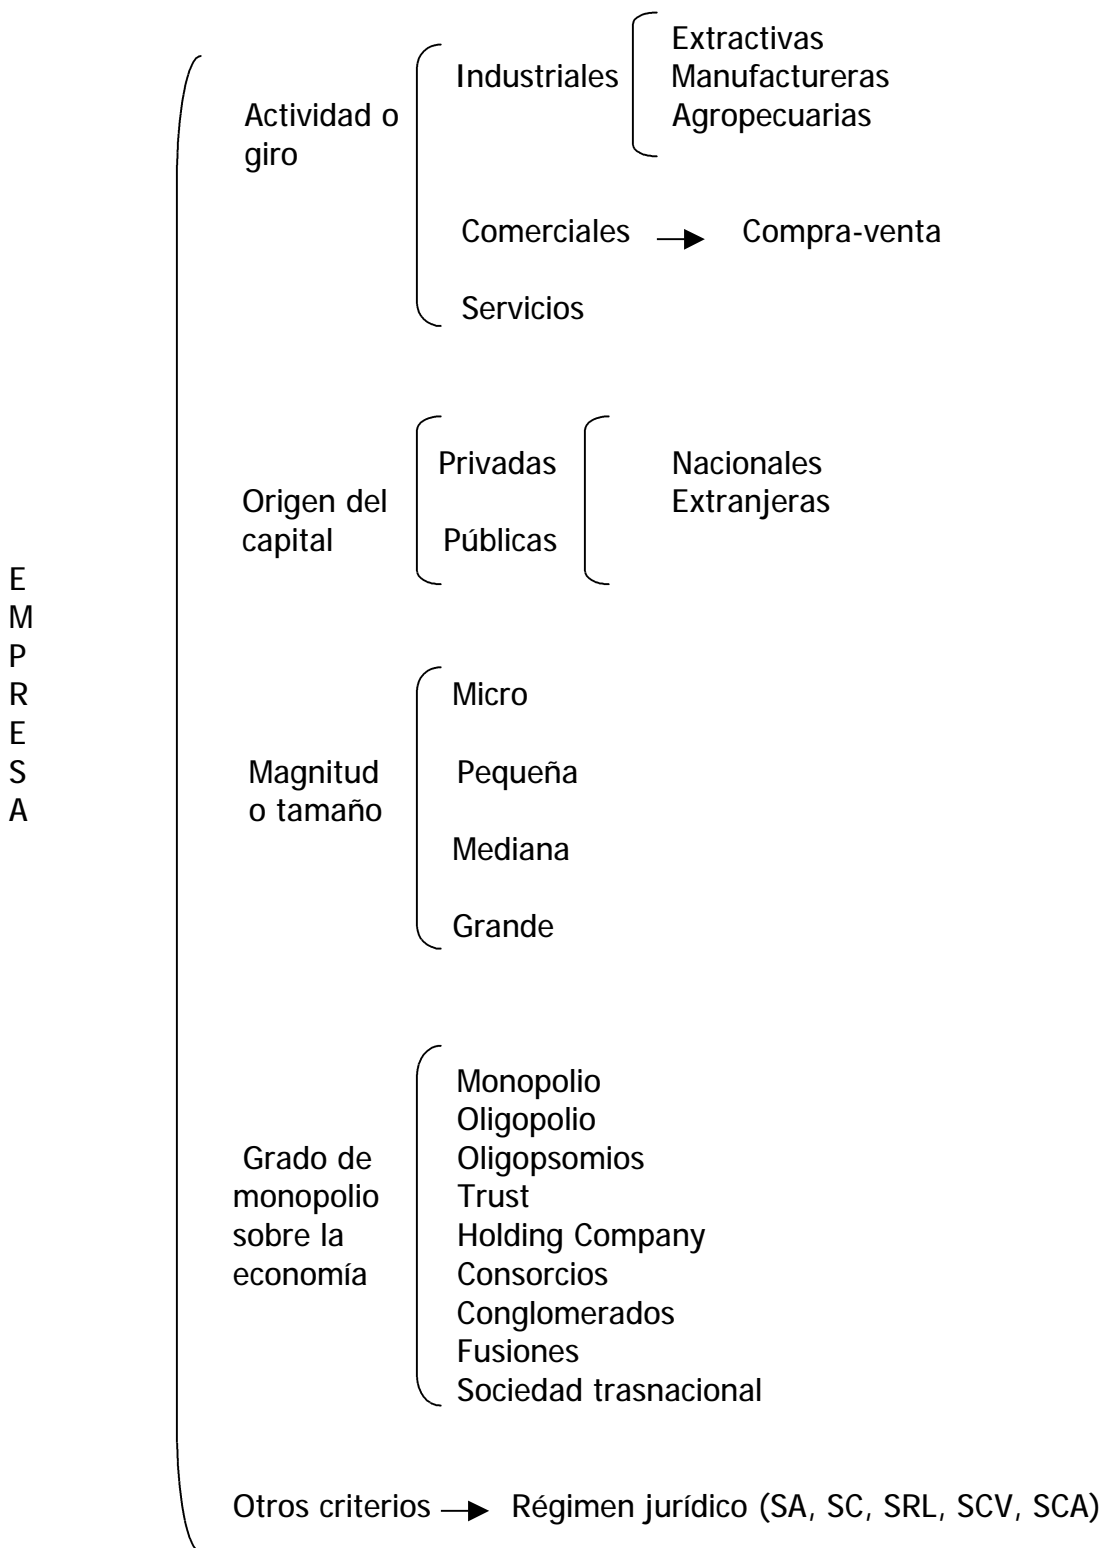 E
M
P
R
E
S
A
Actividad o
giro
Industriales
Extractivas
Manufactureras
Agropecuarias
Comerciales
Compra-venta
Servicios
Origen del
capital
Privadas
Públicas
Nacionales
Extranjeras
Magnitud
o tamaño
Micro
Pequeña
Mediana
Grande
Grado de
monopolio
sobre la
economía
Monopolio
Oligopolio
Oligopsomios
Trust
Holding Company
Consorcios
Conglomerados
Fusiones
Sociedad trasnacional
Otros criterios
Régimen jurídico (SA, SC, SRL, SCV, SCA)